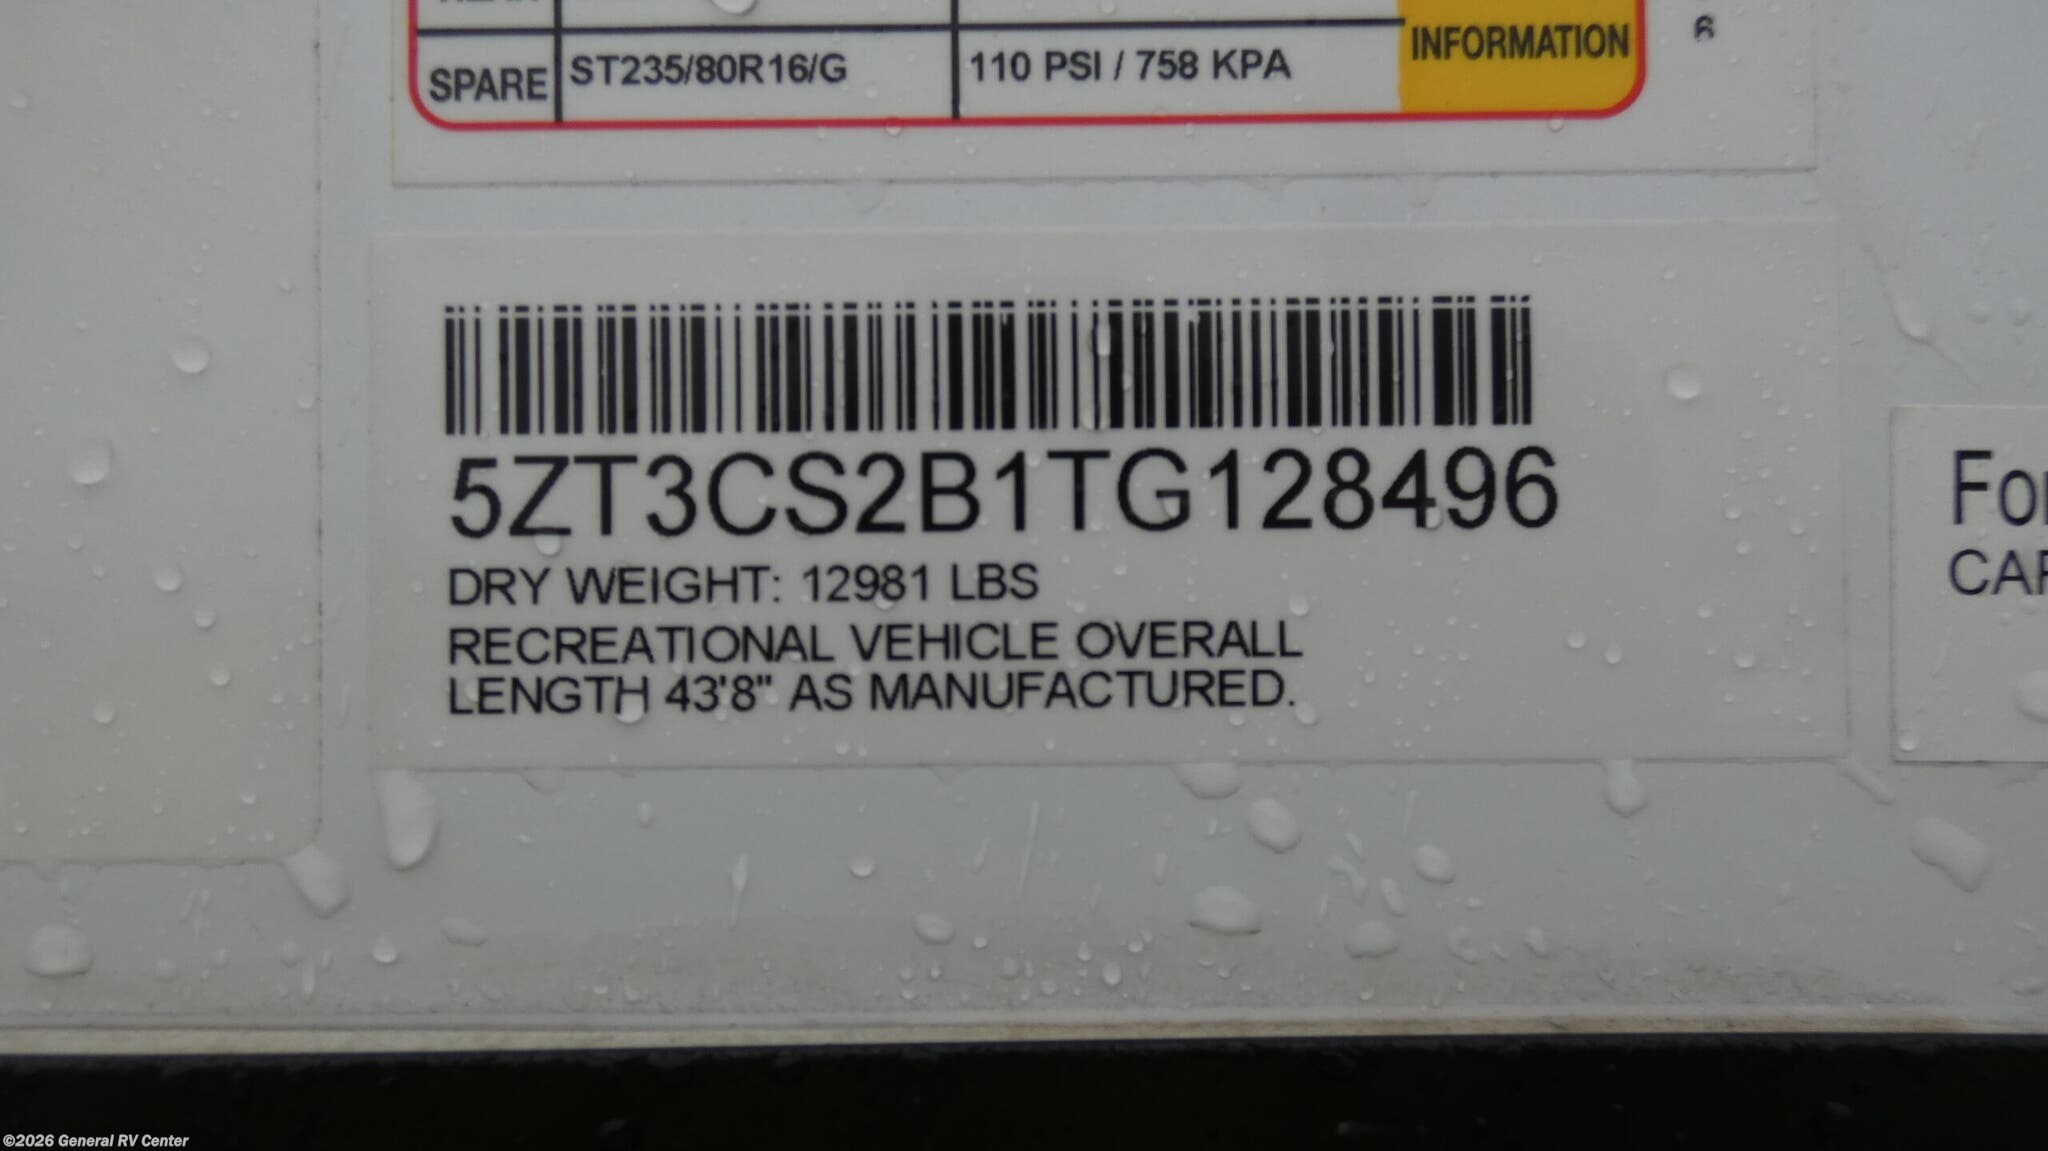 SPARE ST235/80R16/G 110 PSI / 758 KPA INFORMATION
6
5ZT3CS2B1TG128496
DRY WEIGHT: 12981 LBS
RECREATIONAL VEHICLE OVERALL
LENGTH 43'8" AS MANUFACTURED.
©2026 General RV Center